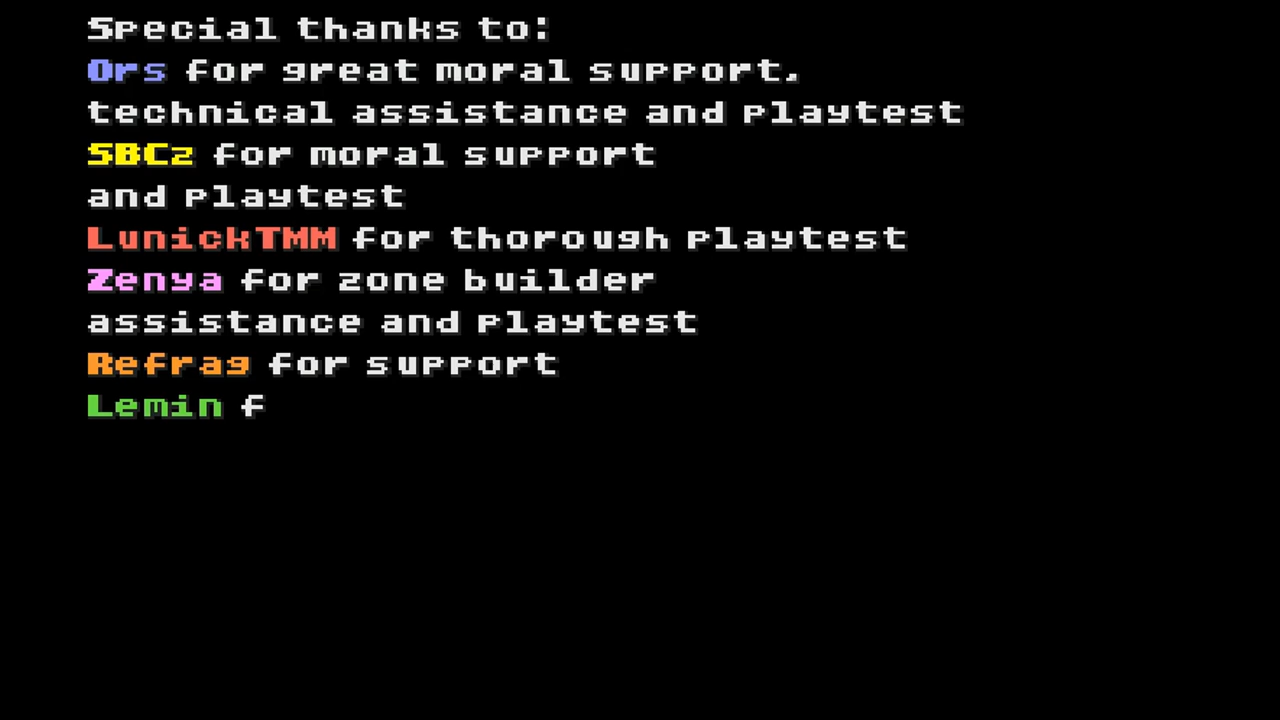 Special thanks to:
Ors for great moral support,
technical assistance and playtest
SBCz for moral support
and playtest
LunickTMM for thorough playtest
Zenya for zone builder
assistance and playtest
Refrag for support
Lemin f